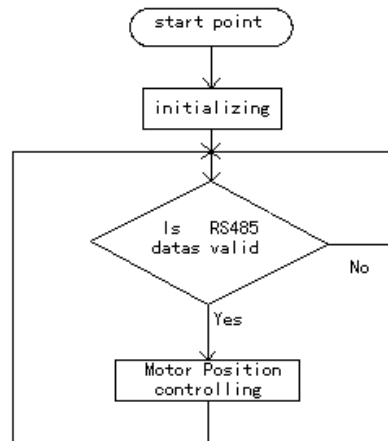 start point
initializing
Is RS485
datas valid
No
Yes
Motor Position
controlling